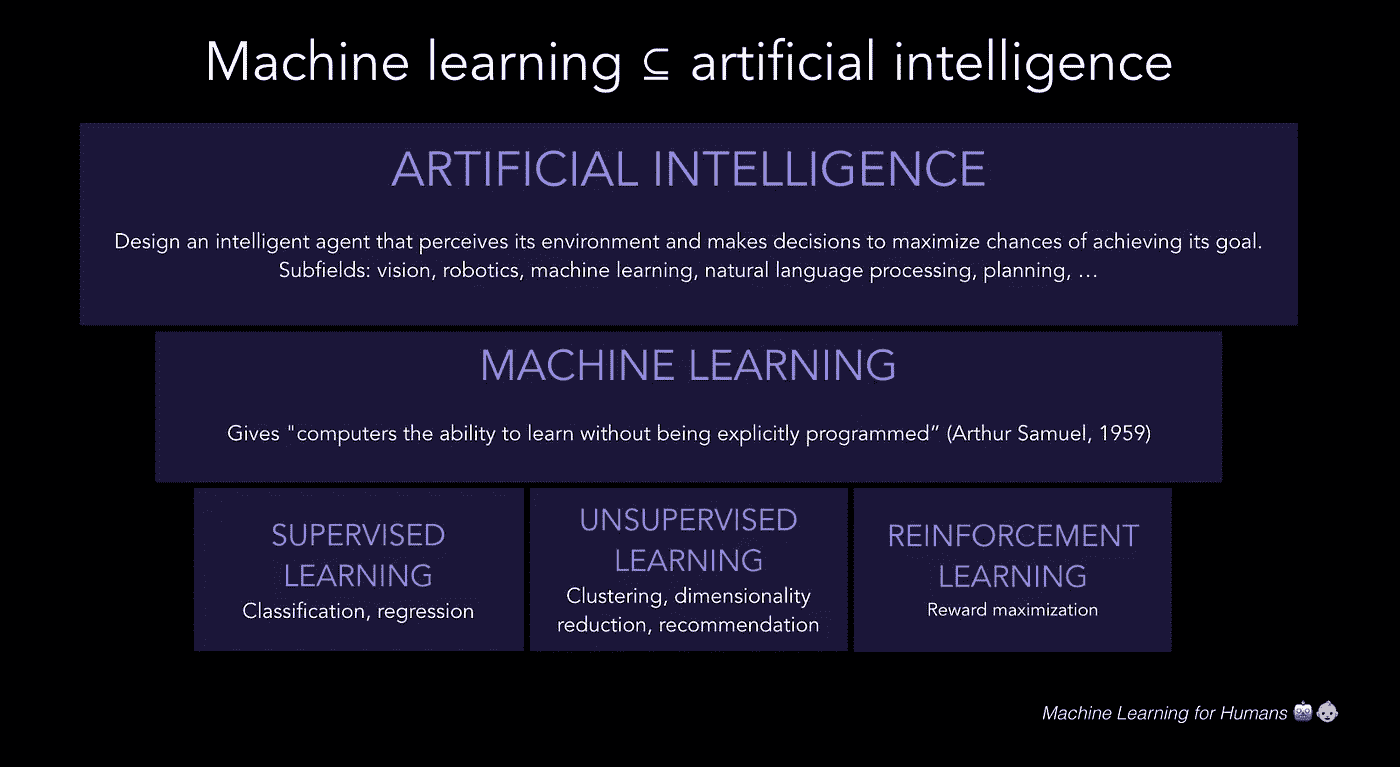 Machine learning ⊆ artificial intelligence
ARTIFICIAL INTELLIGENCE
Design an intelligent agent that perceives its environment and makes decisions to maximize chances of achieving its goal.
Subfields: vision, robotics, machine learning, natural language processing, planning, …
MACHINE LEARNING
Gives "computers the ability to learn without being explicitly programmed” (Arthur Samuel, 1959)
SUPERVISED
LEARNING
Classification, regression
UNSUPERVISED
LEARNING
Clustering, dimensionality
reduction, recommendation
REINFORCEMENT
LEARNING
Reward maximization
Machine Learning for Humans 🤖👶